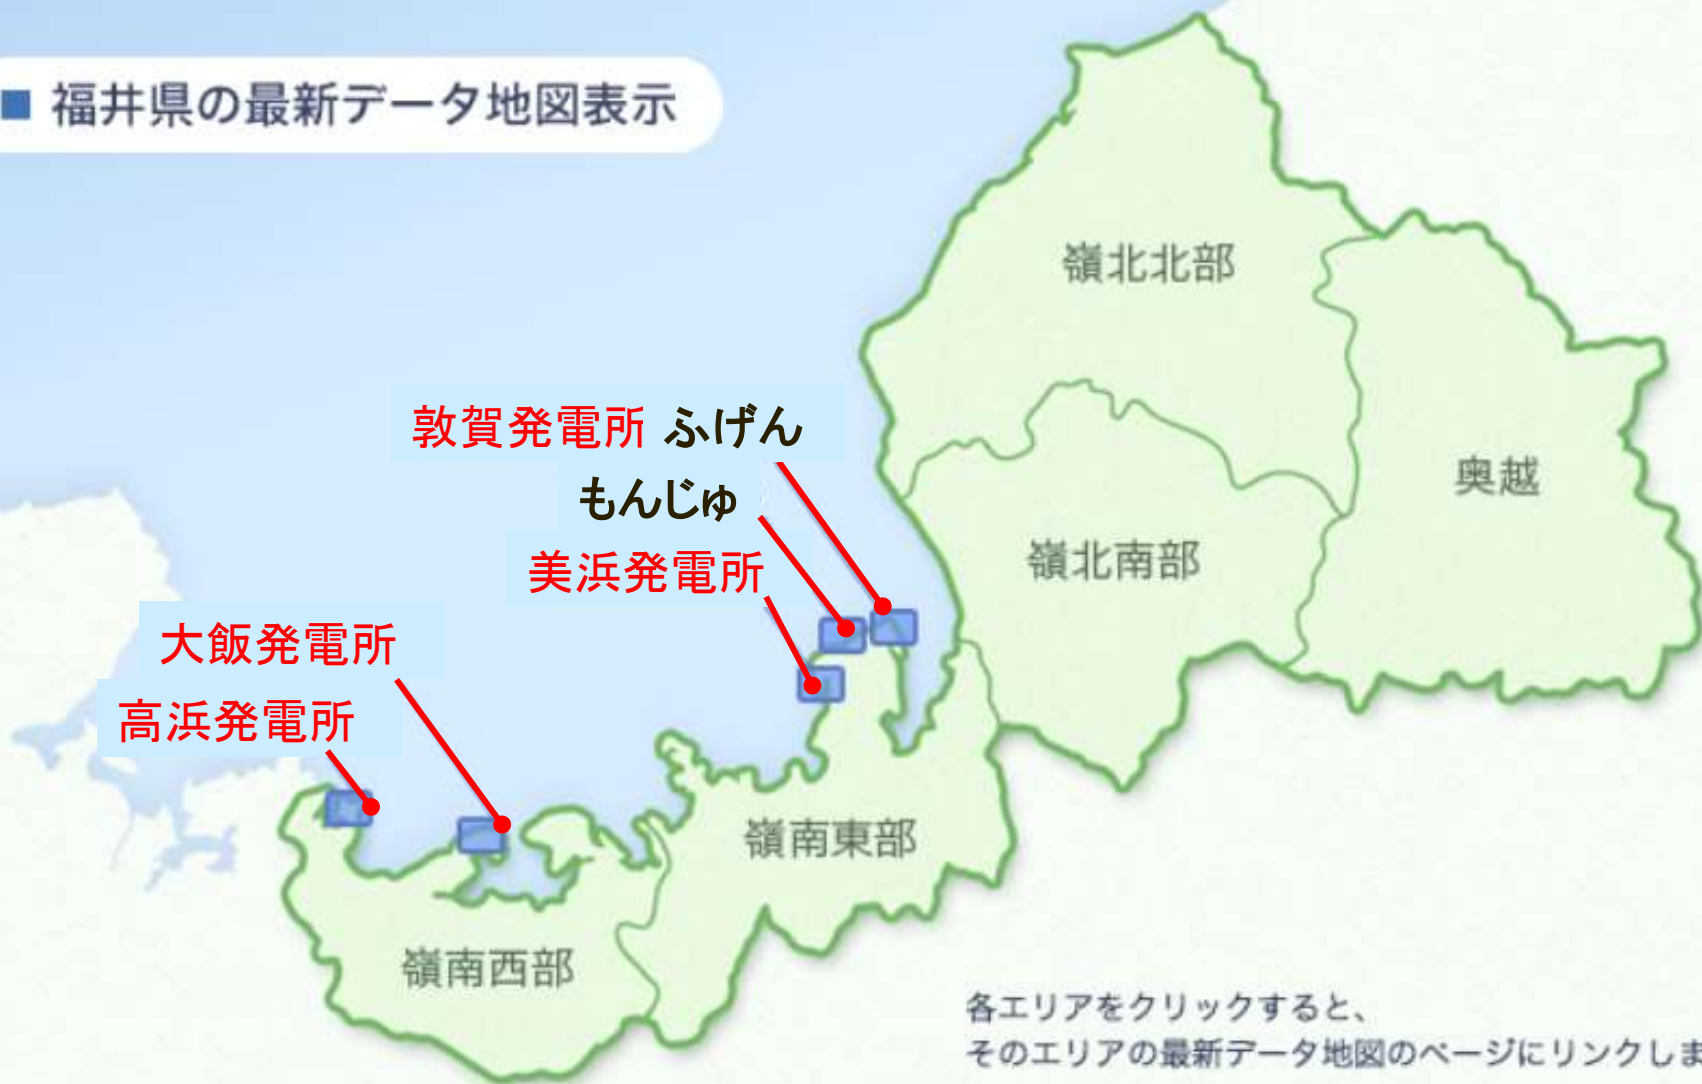 ■ 福井県の最新データ地図表示
嶺北北部
敦賀発電所 ふげん
もんじゅ
奥越
美浜発電所
嶺北南部
大飯発電所
高浜発電所
嶺南東部
嶺南西部
各エリアをクリックすると、
そのエリアの最新データ地図のページにリンクしま